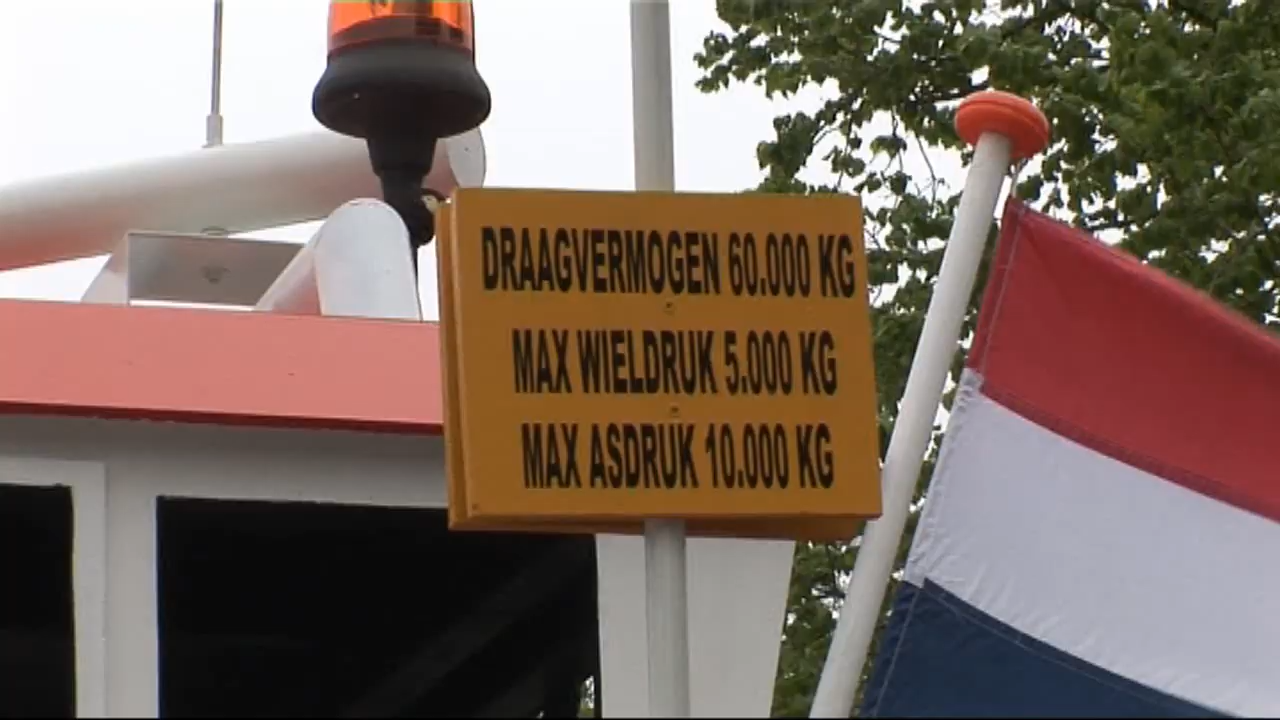 DRAAGVERMOGEN 60.000 KG
MAX WIELDRUK 5.000 KG
MAX ASDRUK 10.000 KG